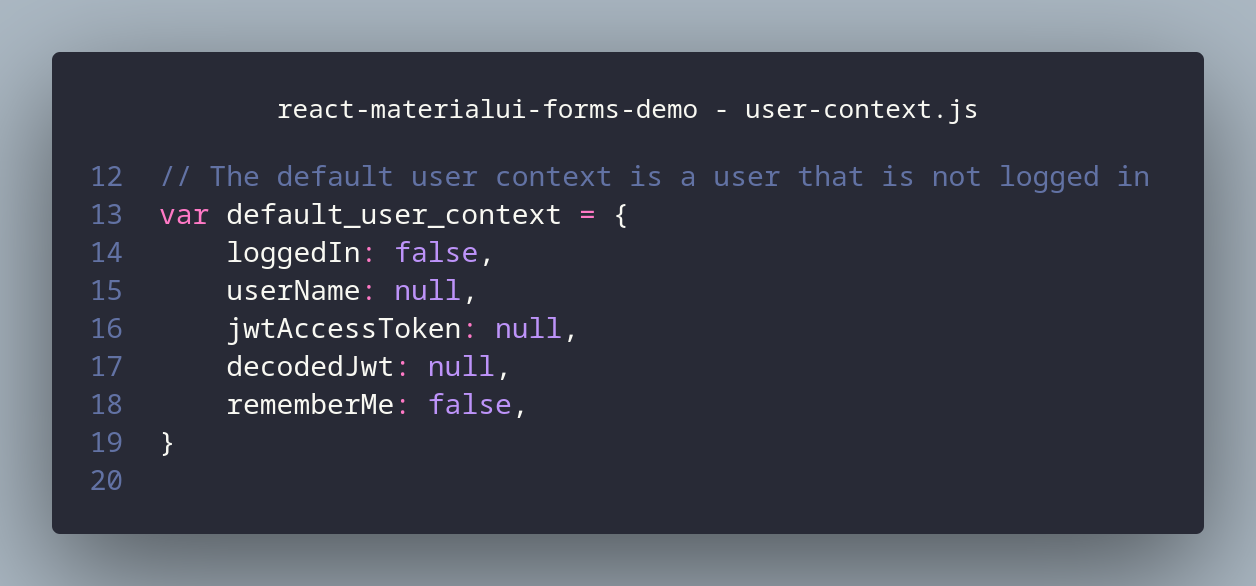 react-materialui-forms-demo - user-context.js
12 // The default user context is a user that is not logged in
13 var default_user_context = {
14     loggedIn: false,
15     userName: null,
16     jwtAccessToken: null,
17     decodedJwt: null,
18     rememberMe: false,
19 }
20